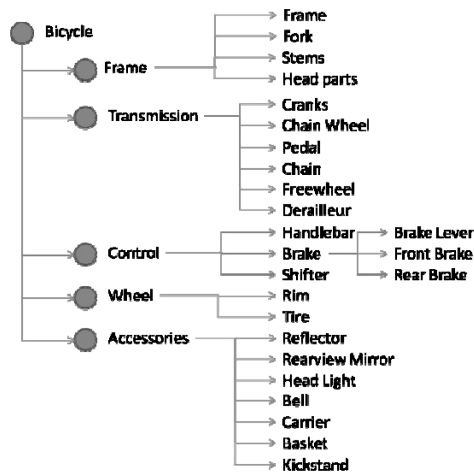 Bicycle
Frame
Frame
Fork
Stems
Head parts
Transmission
Cranks
Chain Wheel
Pedal
Chain
Freewheel
Derailleur
Control
Handlebar
Brake
Brake Lever
Front Brake
Rear Brake
Shifter
Wheel
Rim
Tire
Accessories
Reflector
Rearview Mirror
Head Light
Bell
Carrier
Basket
Kickstand